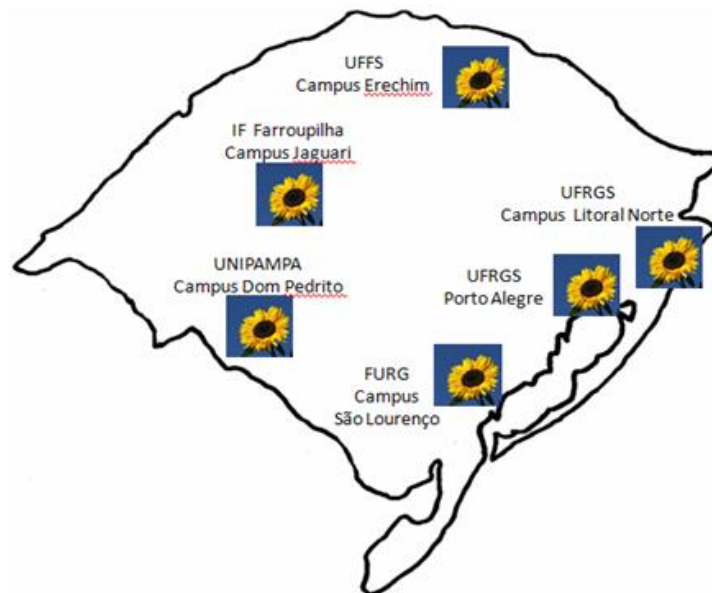 UFFS
Campus Erechim
IF Farroupilha
Campus Jaguari
UFRGS
Campus Litoral Norte
UNIPAMPA
Campus Dom Pedrito
UFRGS
Porto Alegre
FURG
Campus
São Lourenço